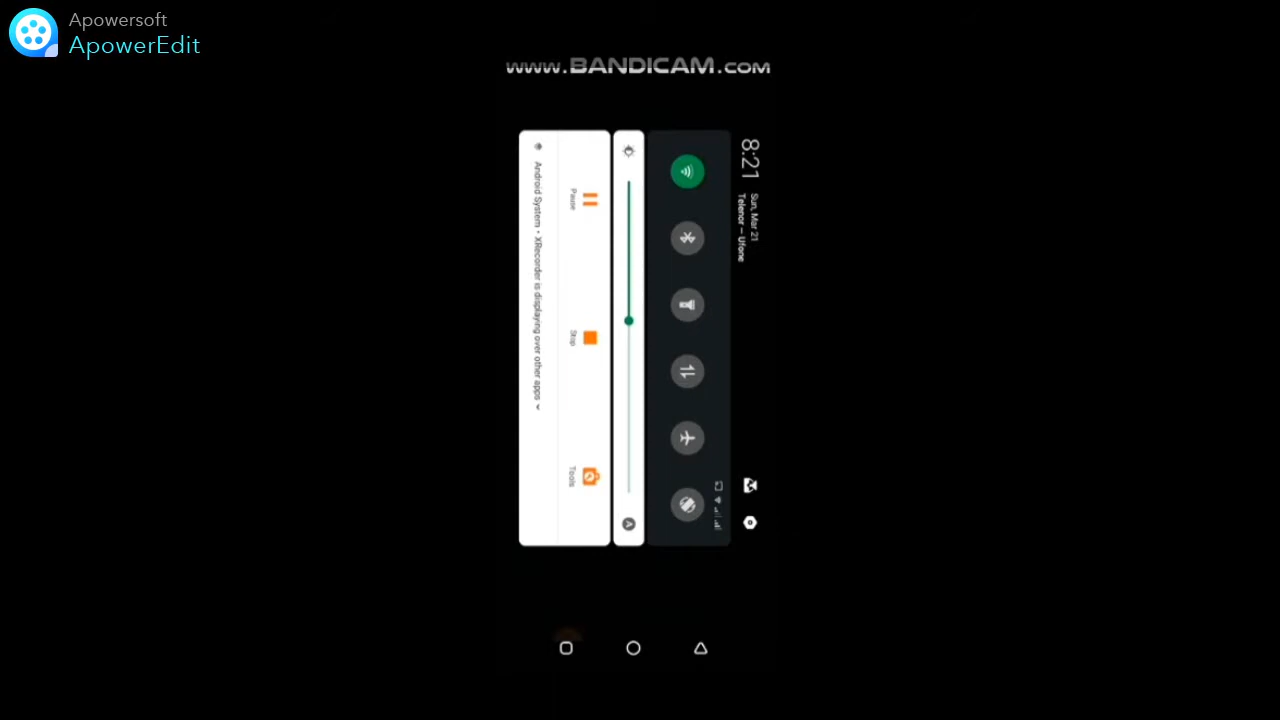 Apowersoft
ApowerEdit
www.BANDICAM.com
8:21
Sun, Mar 21
Telenor — Ufone
A
Pause
Stop
Tools
Android System • XRecorder is displaying over other apps